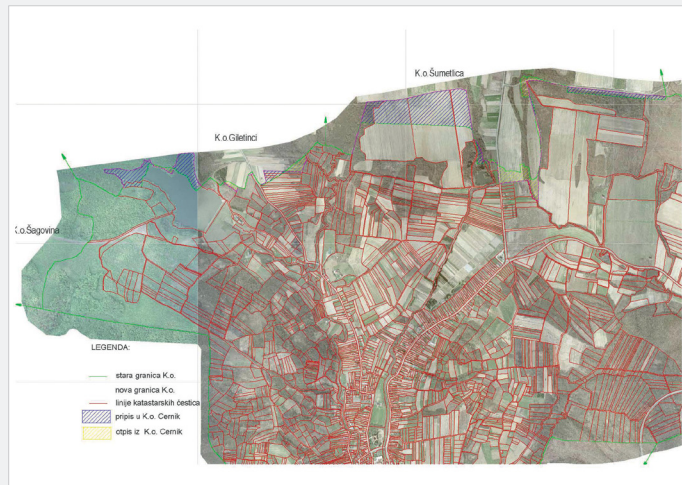 K.o.Šumetlica
K.o.Giletinci
K.o.Šagovina
LEGENDA:
stara granica K.o.
nova granica K.o.
linije katastarskih čestica
pripis u K.o. Cernik
otpis iz K.o. Cernik